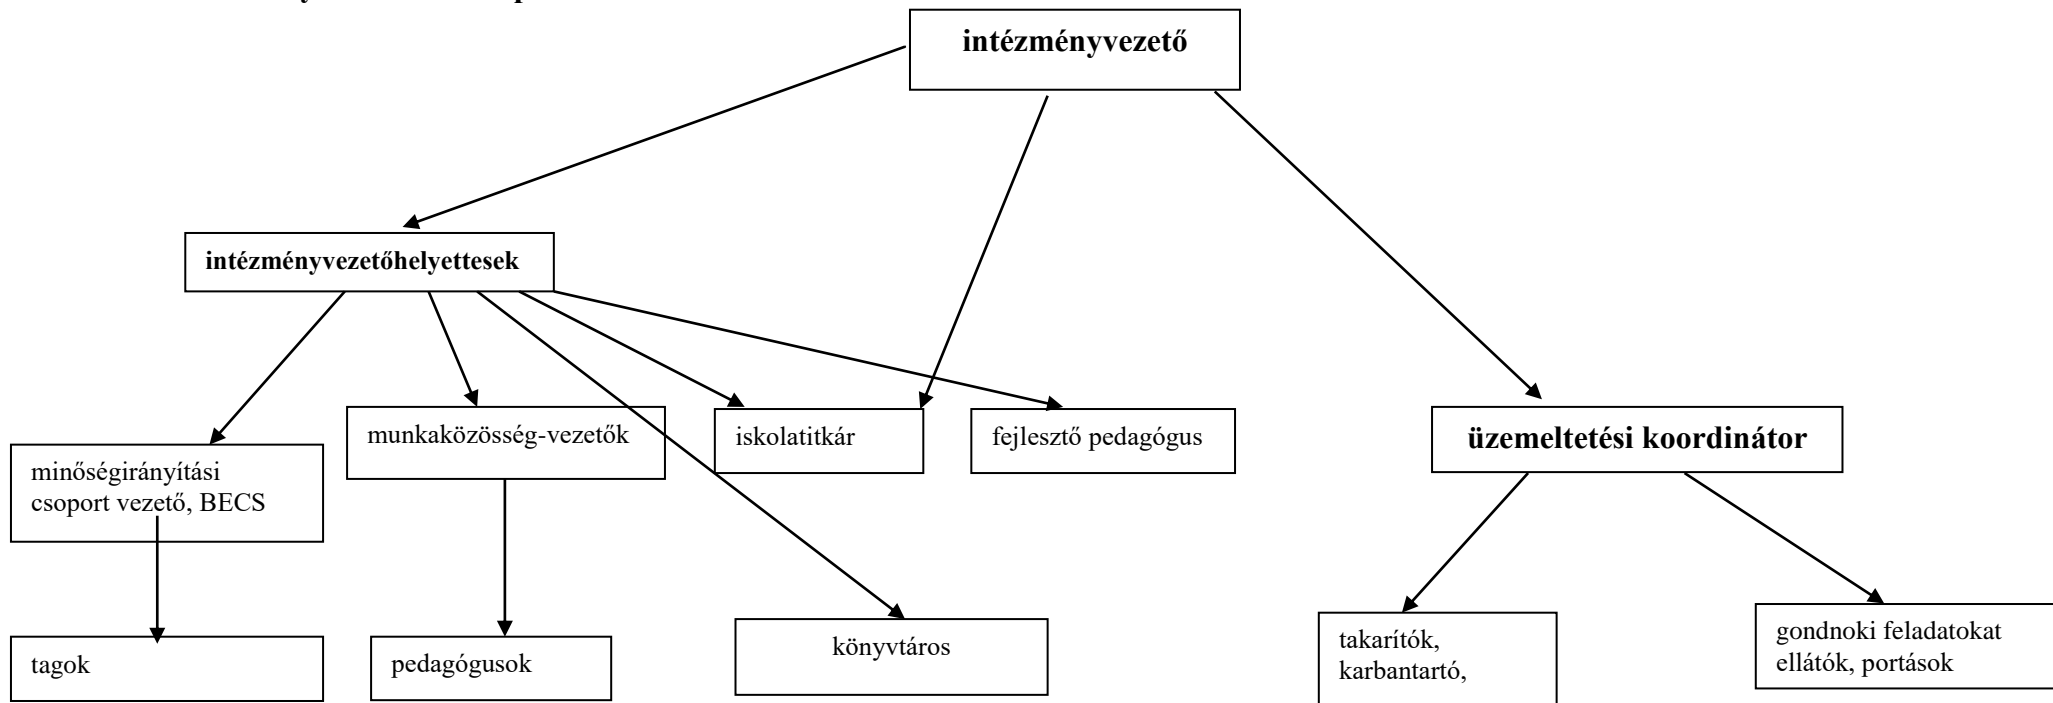 intézményvezető
intézményvezetőhelyettesek
munkaközösség-vezetők
iskolatitkár
fejlesztő pedagógus
üzemeltetési koordinátor
minőségirányítási
csoport vezető, BECS
tagok
pedagógusok
könyvtáros
takarítók,
karbantartó,
gondnoki feladatokat
ellátók, portások